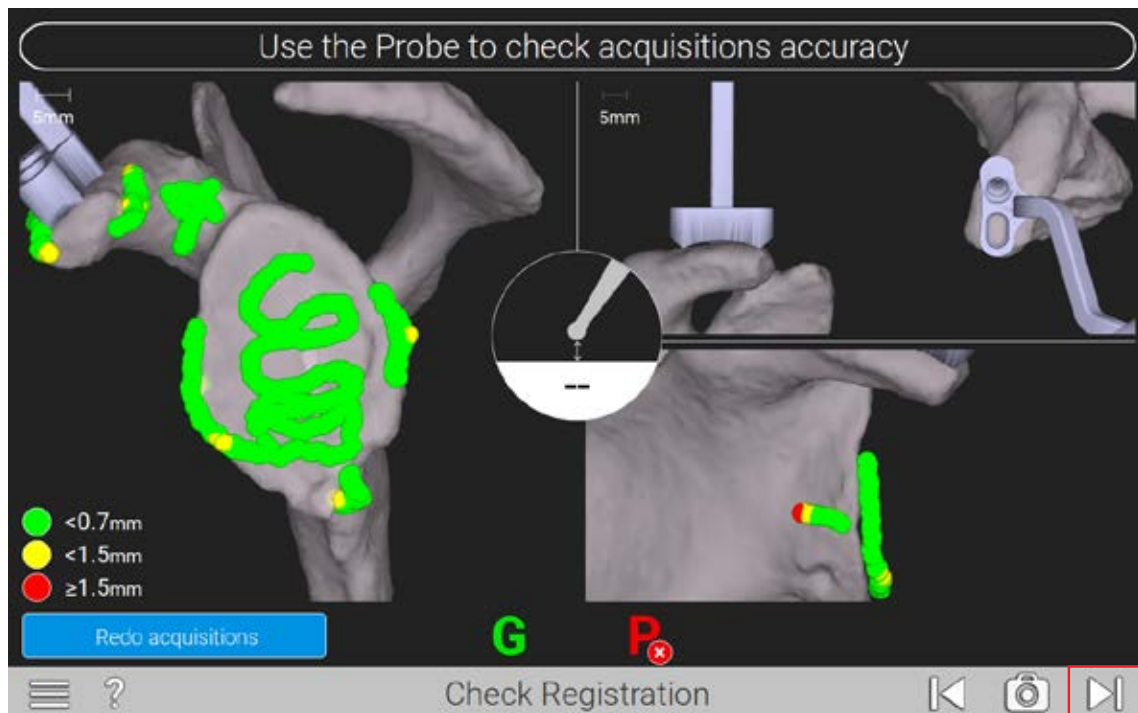 Use the Probe to check acquisitions accuracy
5mm
5mm
--
<0.7mm
<1.5mm
≥1.5mm
Redo acquisitions
G
P
?
Check Registration